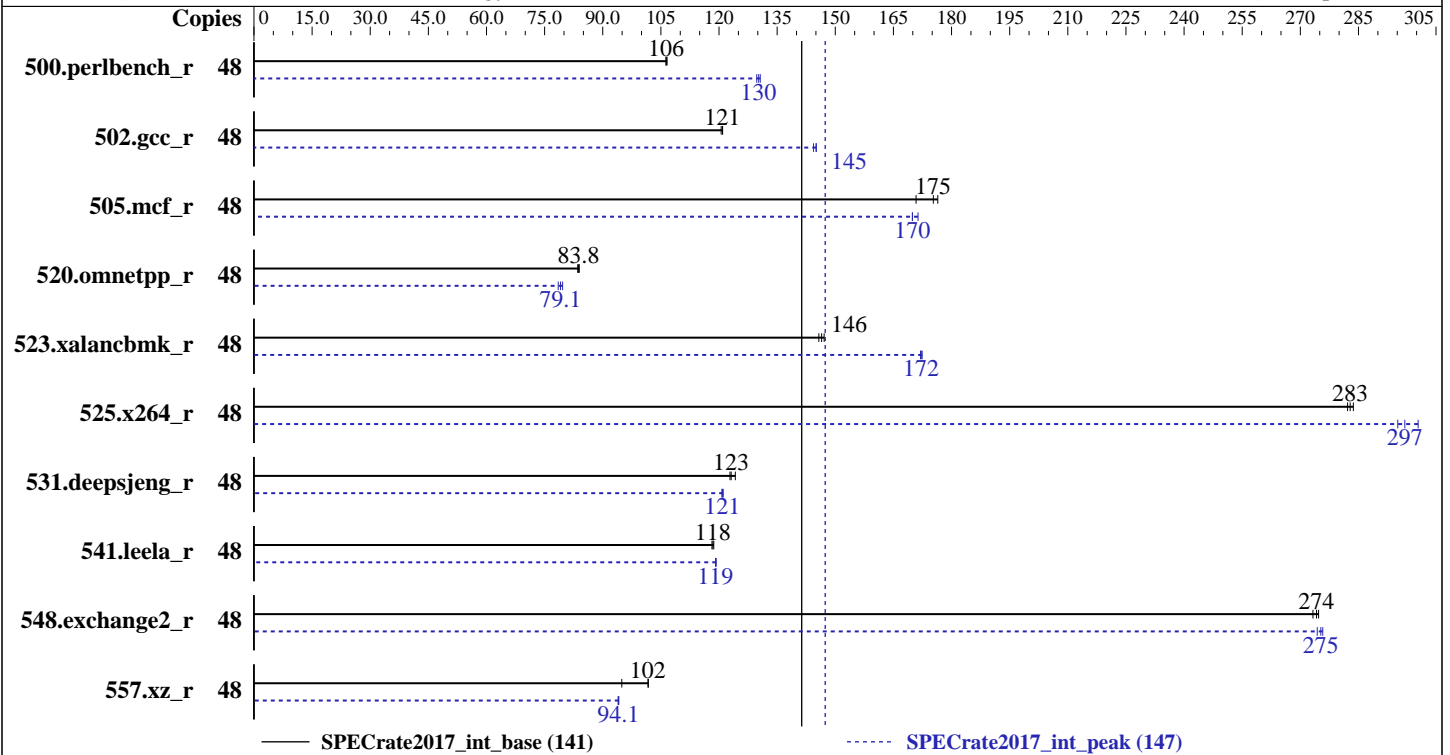 Copies 0 15.0 30.0 45.0 60.0 75.0 90.0 105 120 135 150 165 180 195 210 225 240 255 270 285 305
106
500.perlbench_r 48
130
121
502.gcc_r 48
145
175
505.mcf_r 48
170
83.8
520.omnetpp_r 48
79.1
146
523.xalancbmk_r 48
172
283
525.x264_r 48
297
123
531.deepsjeng_r 48
121
118
541.leela_r 48
119
274
548.exchange2_r 48
275
102
557.xz_r 48
94.1
SPECrate2017_int_base (141) SPECrate2017_int_peak (147)